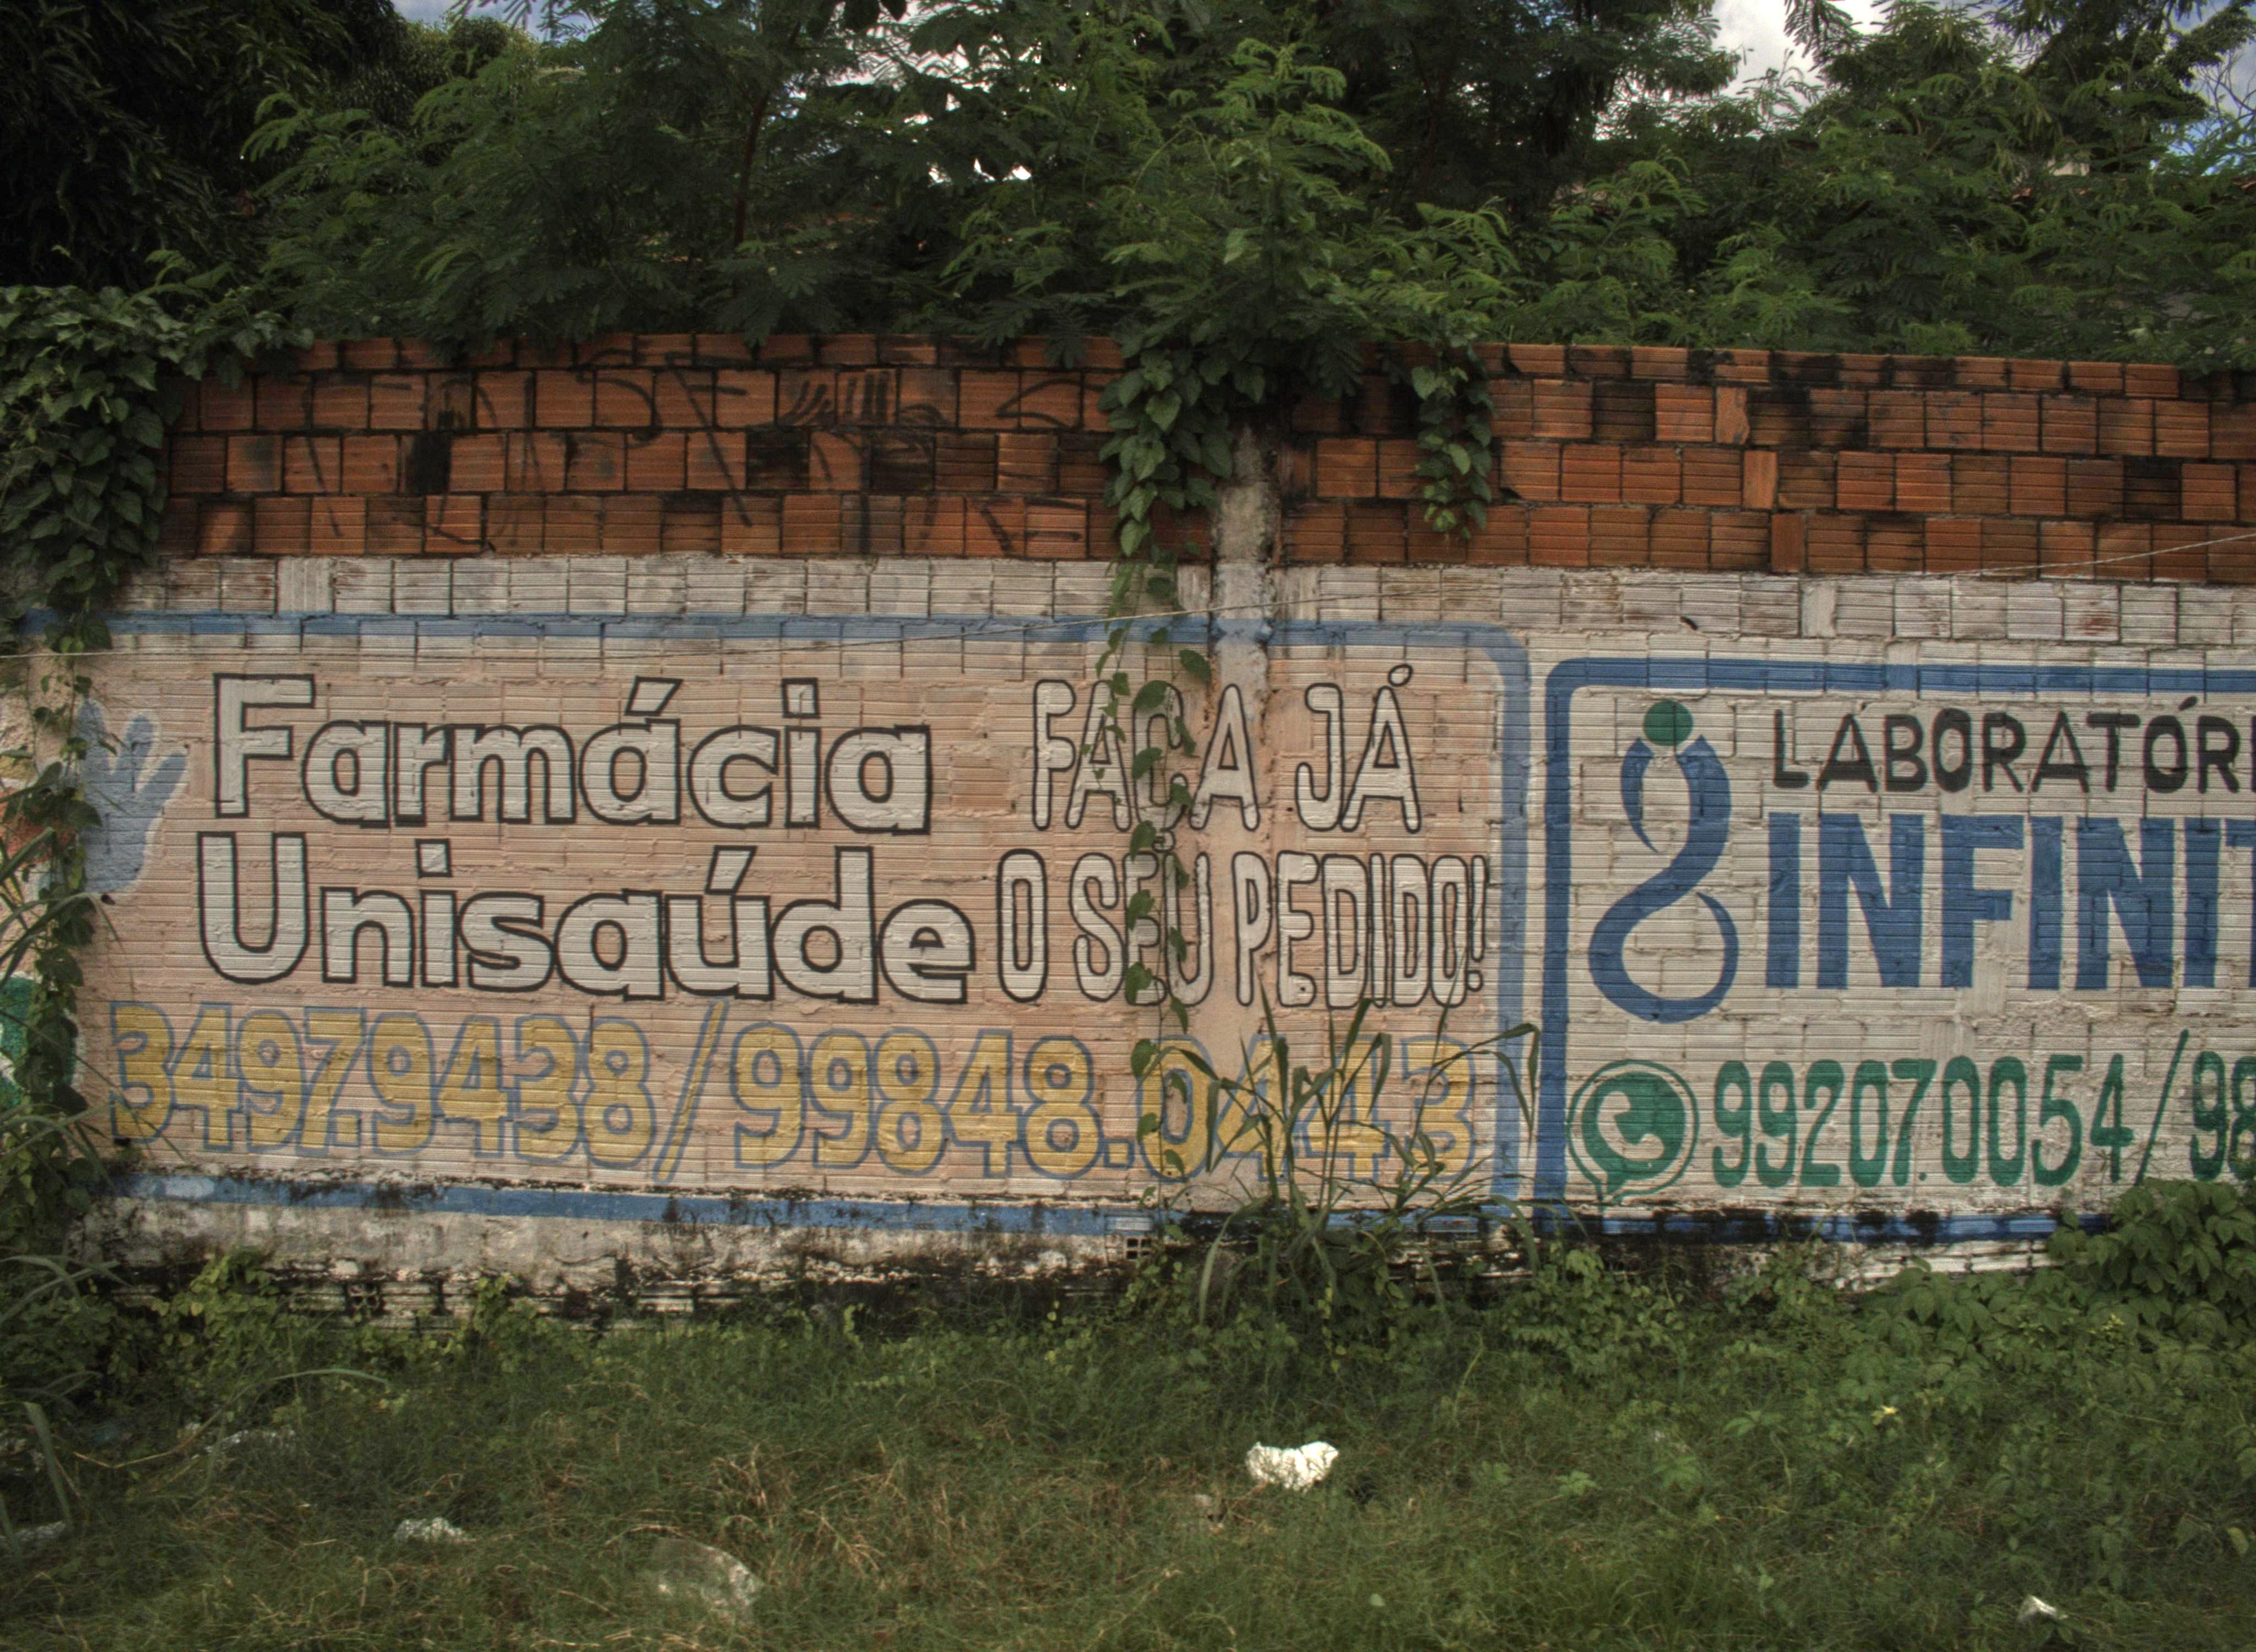 Farmácia
Unisaúde
FAÇA JÁ
O SEU PEDIDO!
3497.9438/99848.0443
LABORATÓRI
INFINIT
99207.0054/98